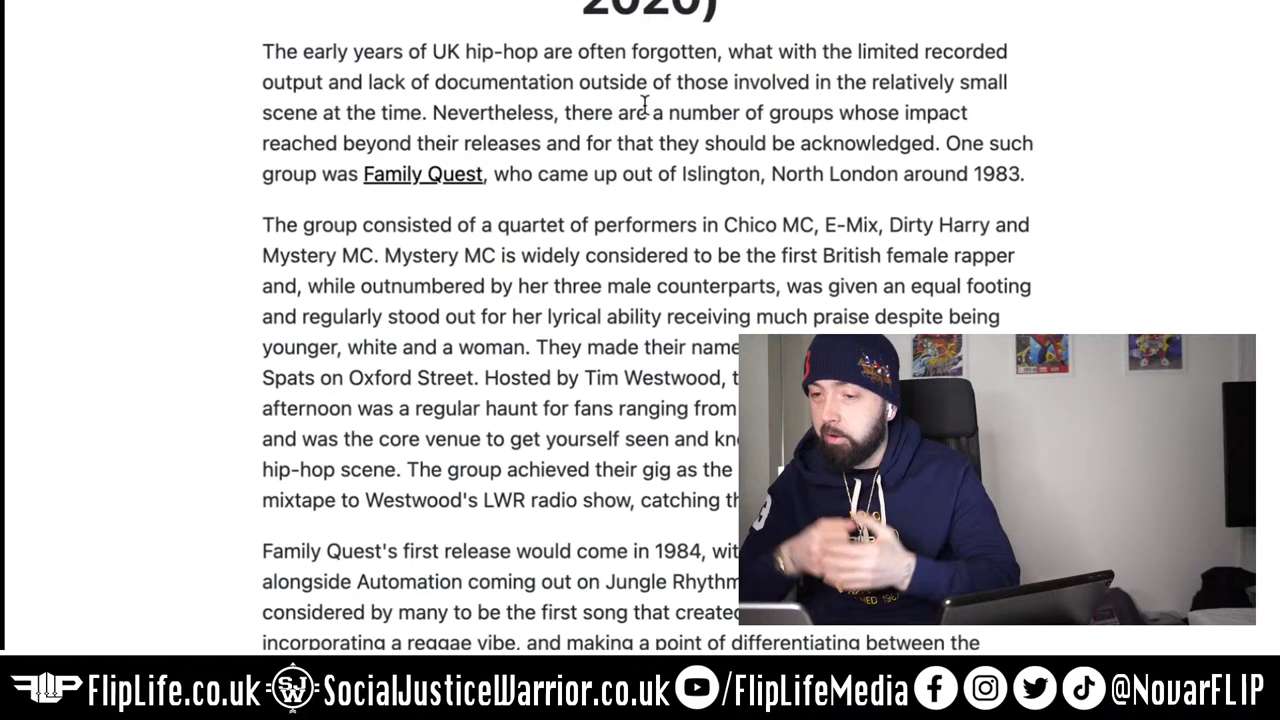 2020)
The early years of UK hip-hop are often forgotten, what with the limited recorded
output and lack of documentation outside of those involved in the relatively small
scene at the time. Nevertheless, there are a number of groups whose impact
reached beyond their releases and for that they should be acknowledged. One such
group was Family Quest, who came up out of Islington, North London around 1983.
The group consisted of a quartet of performers in Chico MC, E-Mix, Dirty Harry and
Mystery MC. Mystery MC is widely considered to be the first British female rapper
and, while outnumbered by her three male counterparts, was given an equal footing
and regularly stood out for her lyrical ability receiving much praise despite being
younger, white and a woman. They made their name
Spats on Oxford Street. Hosted by Tim Westwood, t
afternoon was a regular haunt for fans ranging from
and was the core venue to get yourself seen and kn
hip-hop scene. The group achieved their gig as the
mixtape to Westwood's LWR radio show, catching th
Family Quest's first release would come in 1984, wit
alongside Automation coming out on Jungle Rhythm
considered by many to be the first song that created
incorporating a reggae vibe, and making a point of differentiating between the
FLIP FlipLife.co.uk SJW SocialJusticeWarrior.co.uk /FlipLifeMedia @NovarFLIP